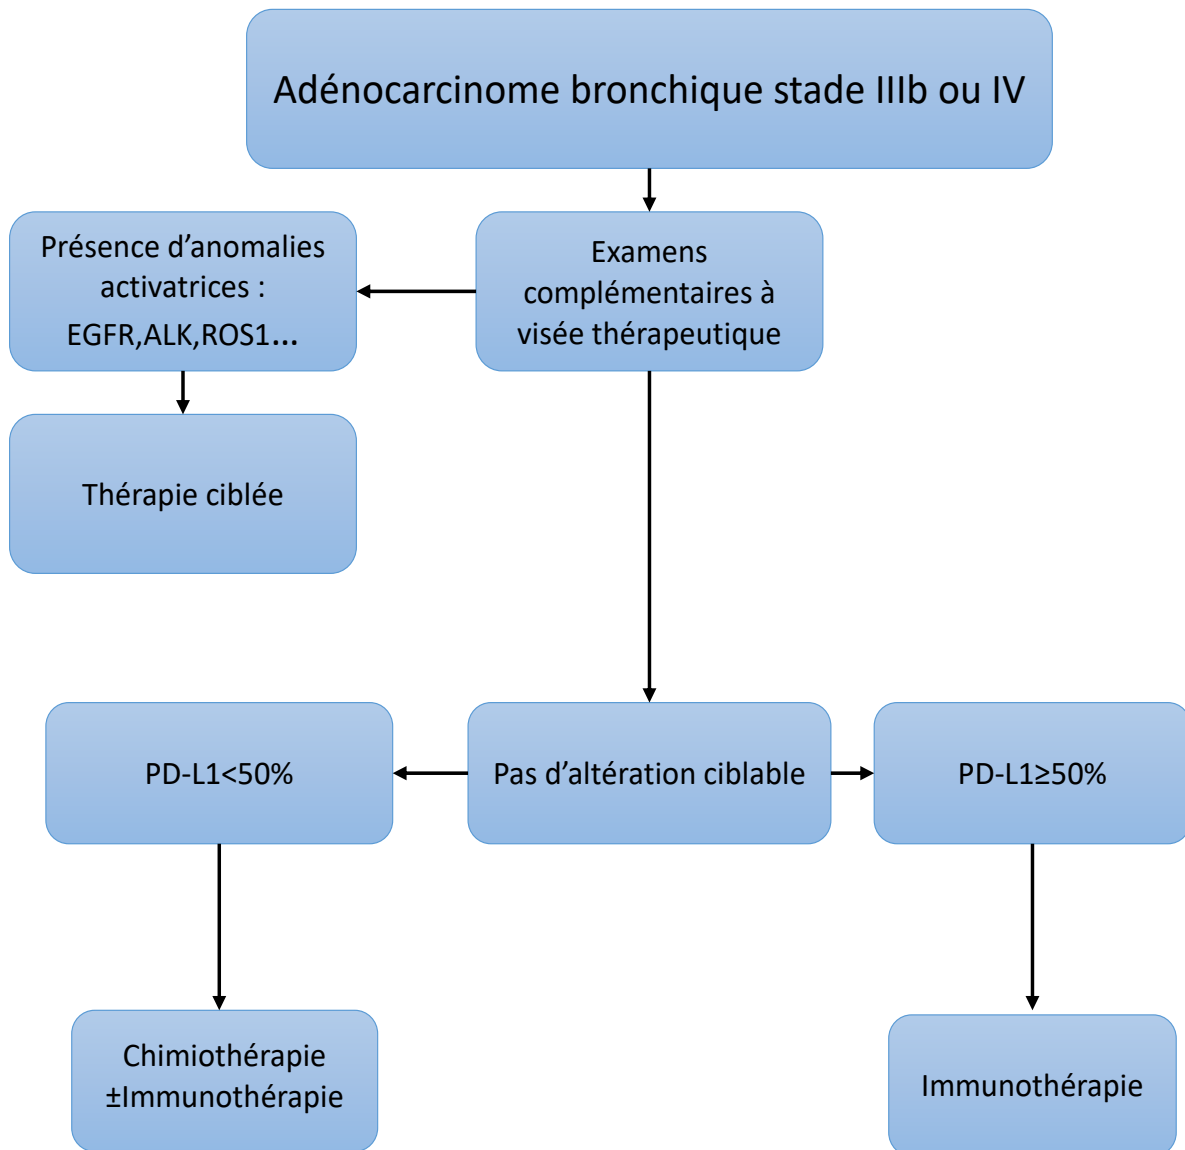 Adénocarcinome bronchique stade IIIb ou IV
Présence d’anomalies
activatrices :
EGFR,ALK,ROS1...
Examens
complémentaires à
visée thérapeutique
Thérapie ciblée
PD-L1<50%
Pas d’altération ciblable
PD-L1≥50%
Chimiothérapie
±Immunothérapie
Immunothérapie